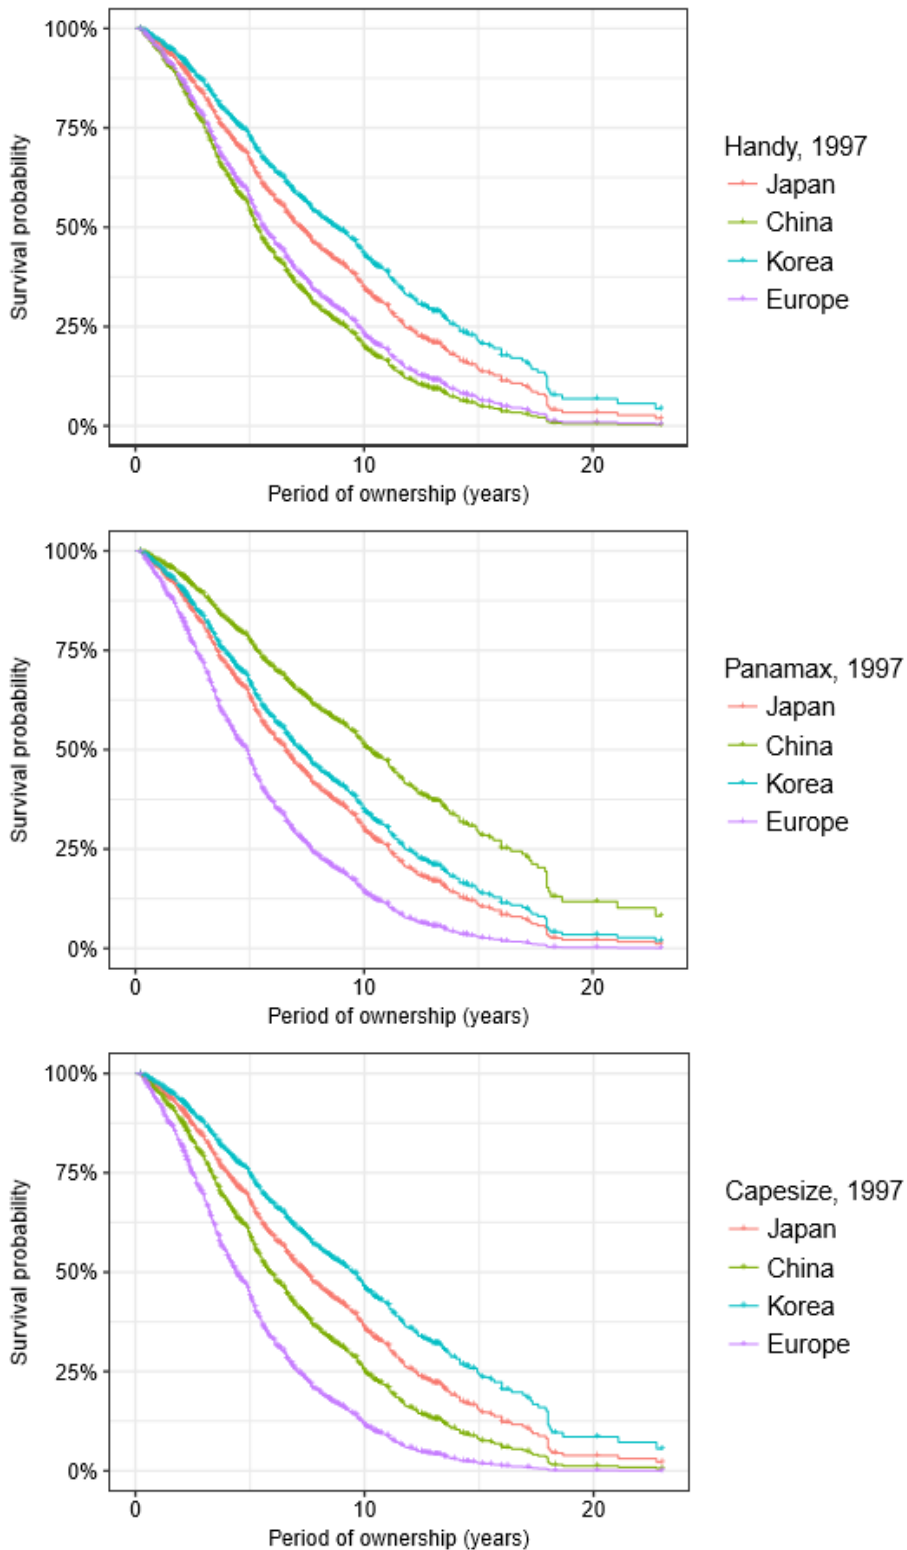 100%
75%
50%
25%
0%
Survival probability
0
10
20
Period of ownership (years)
Handy, 1997
Japan
China
Korea
Europe
100%
75%
50%
25%
0%
Survival probability
0
10
20
Period of ownership (years)
Panamax, 1997
Japan
China
Korea
Europe
100%
75%
50%
25%
0%
Survival probability
0
10
20
Period of ownership (years)
Capesize, 1997
Japan
China
Korea
Europe